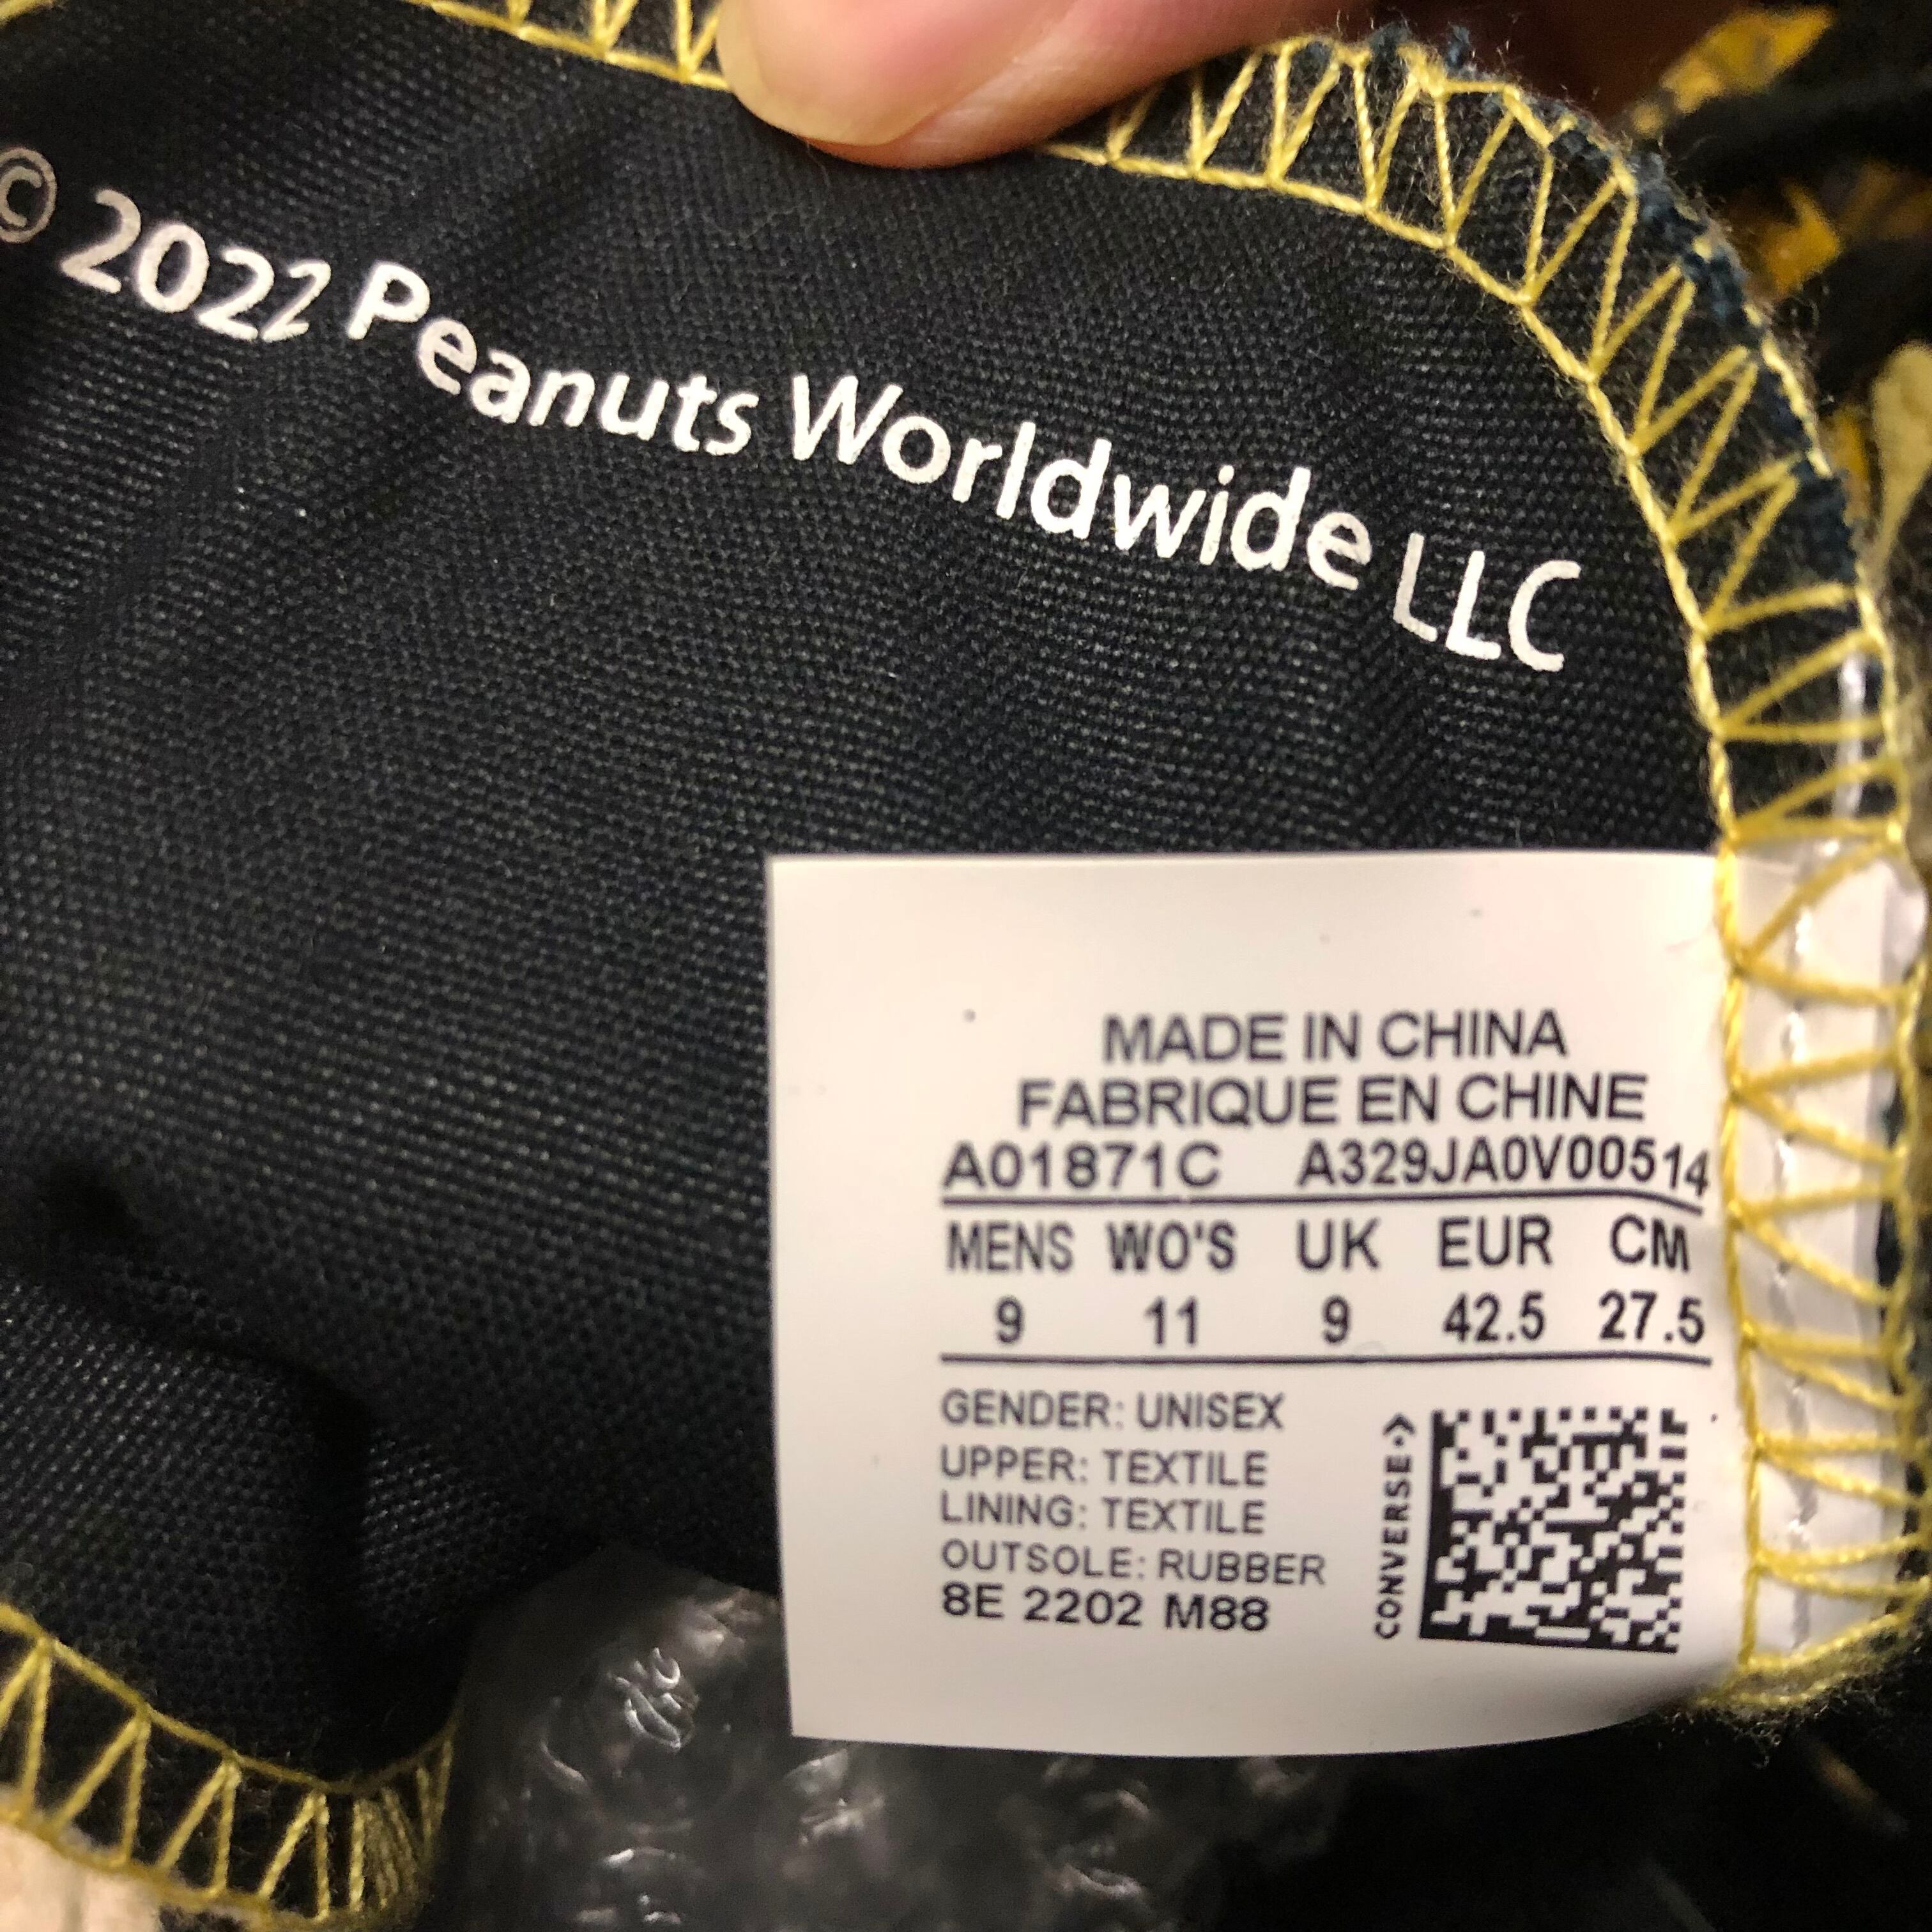 © 2022 Peanuts Worldwide LLC
MADE IN CHINA
FABRIQUE EN CHINE
A01871C A329JA0V00514
MENS WO'S UK EUR CM
9 11 9 42.5 27.5
GENDER: UNISEX
UPPER: TEXTILE
LINING: TEXTILE
OUTSOLE: RUBBER
8E 2202 M88
CONVERSE